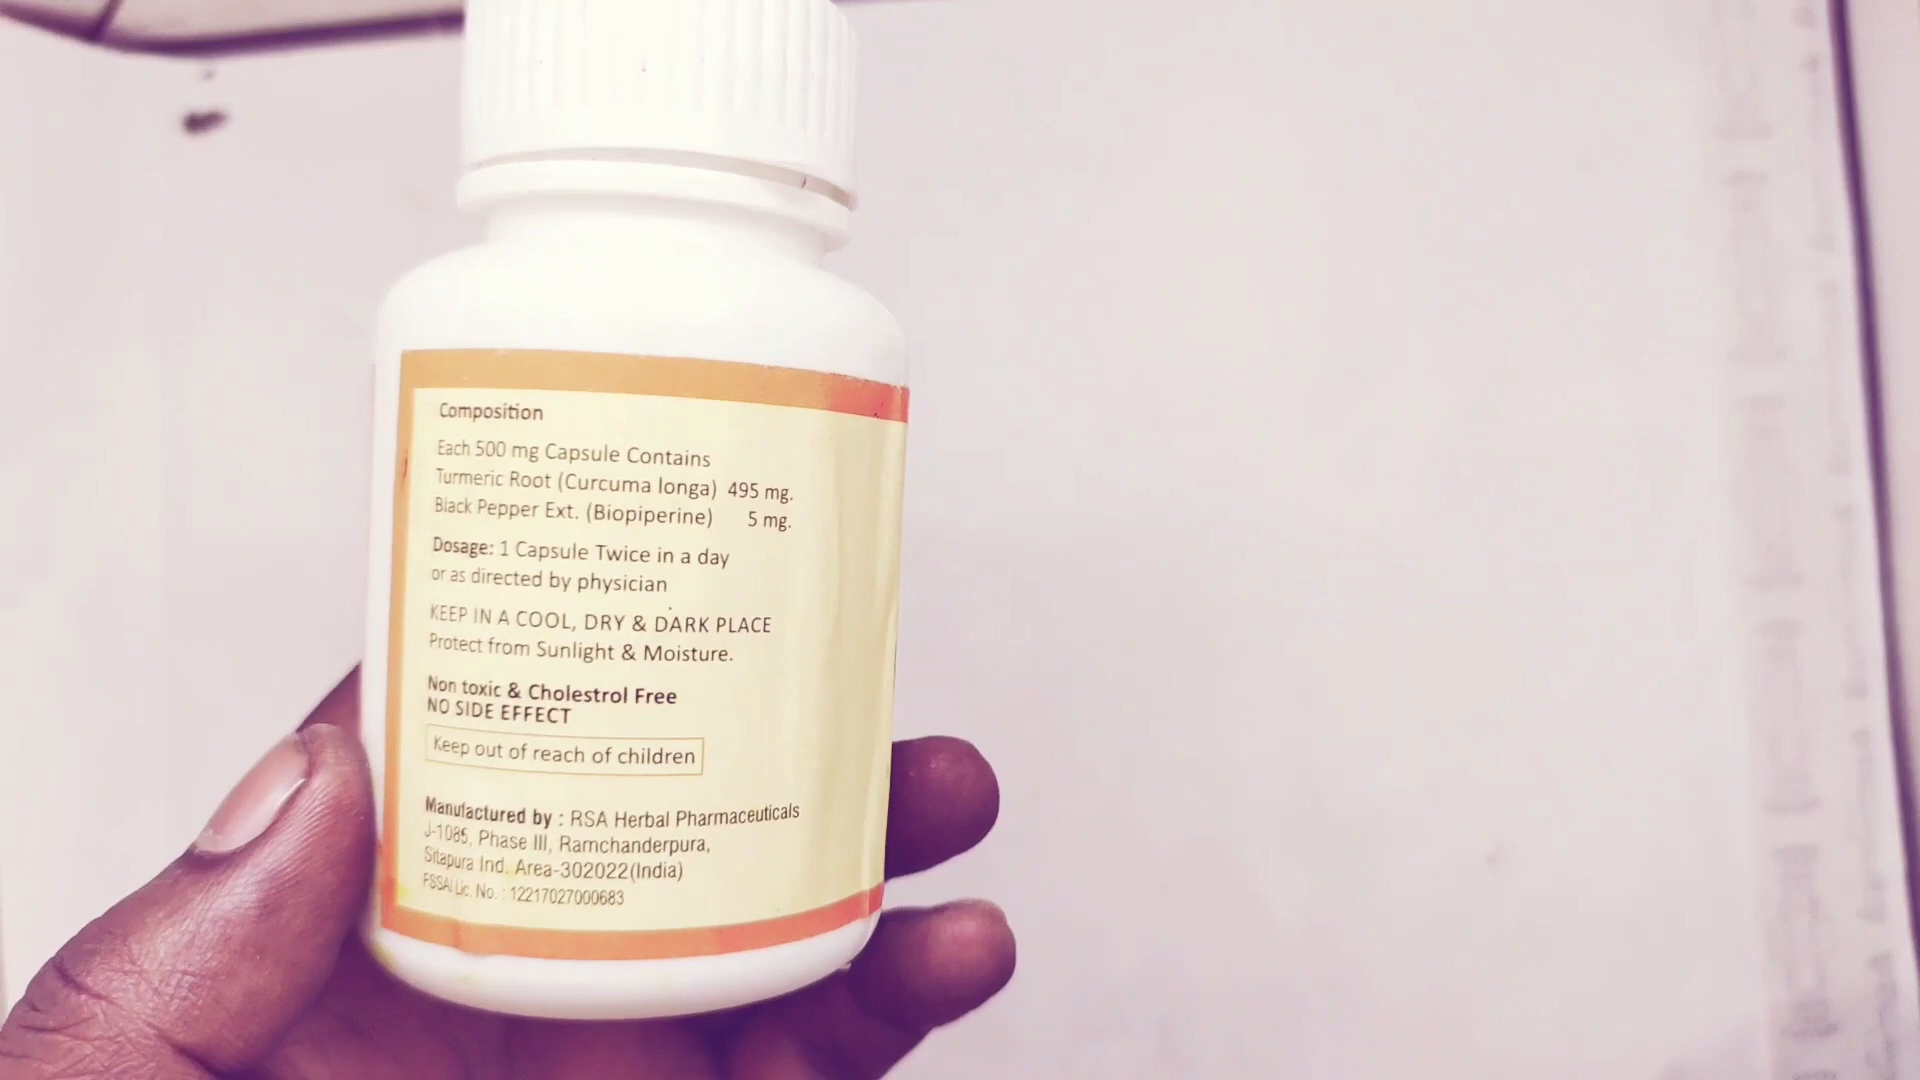 Composition
Each 500 mg Capsule Contains
Turmeric Root (Curcuma longa) 495 mg.
Black Pepper Ext. (Biopiperine) 5 mg.
Dosage: 1 Capsule Twice in a day
or as directed by physician
KEEP IN A COOL, DRY & DARK PLACE
Protect from Sunlight & Moisture.
Non toxic & Cholestrol Free
NO SIDE EFFECT
Keep out of reach of children
Manufactured by : RSA Herbal Pharmaceuticals
J-1085, Phase III, Ramchanderpura,
Sitapura Ind. Area-302022(India)
FSSAI Lic. No. : 12217027000683